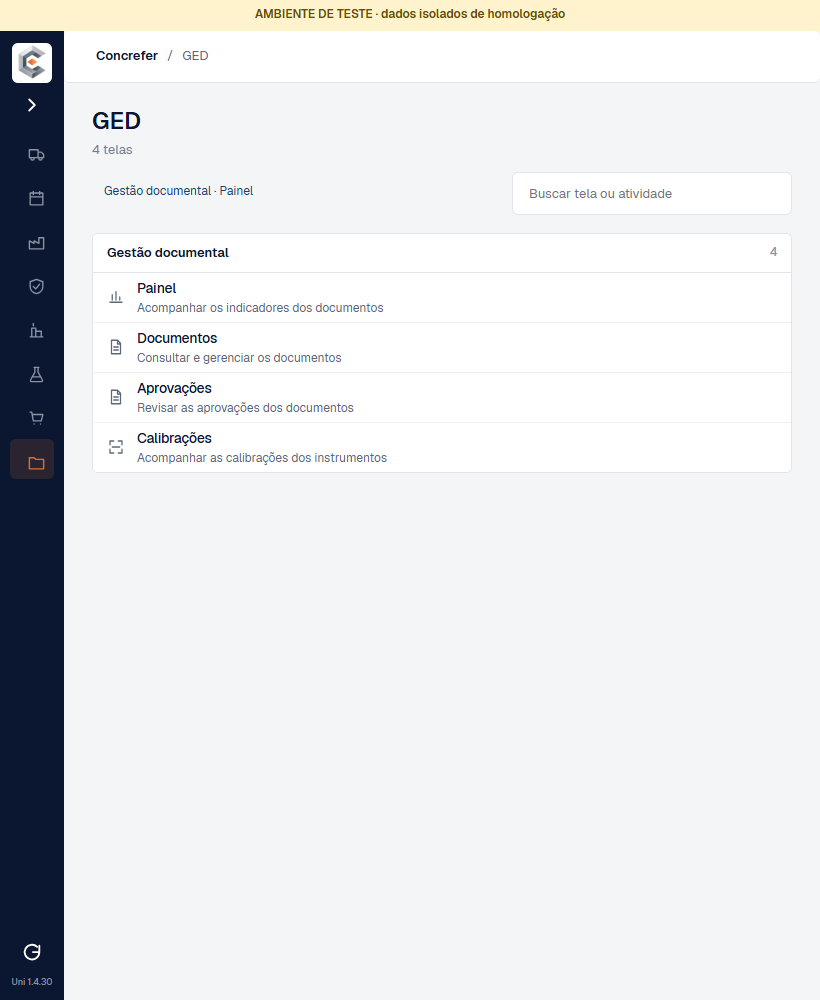 AMBIENTE DE TESTE · dados isolados de homologação
Concrefer / GED
GED
4 telas
Gestão documental · Painel
Buscar tela ou atividade
Gestão documental 4
Painel
Acompanhar os indicadores dos documentos
Documentos
Consultar e gerenciar os documentos
Aprovações
Revisar as aprovações dos documentos
Calibrações
Acompanhar as calibrações dos instrumentos
Uni 1.4.30